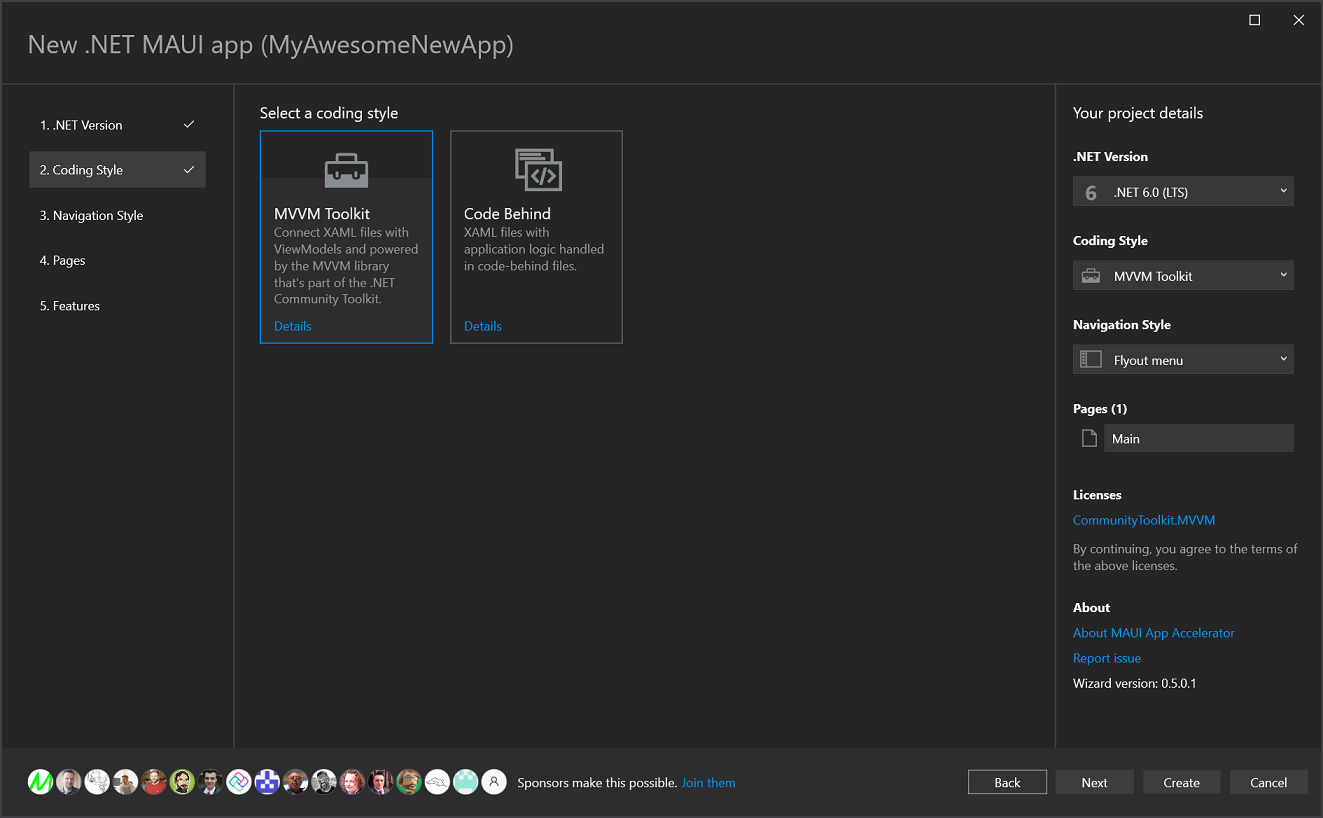 New .NET MAUI app (MyAwesomeNewApp)
1. .NET Version
2. Coding Style
3. Navigation Style
4. Pages
5. Features
Select a coding style
MVVM Toolkit
Connect XAML files with
ViewModels and powered
by the MVVM library
that's part of the .NET
Community Toolkit.
Details
Code Behind
XAML files with
application logic handled
in code-behind files.
Details
Your project details
.NET Version
6 .NET 6.0 (LTS)
Coding Style
MVVM Toolkit
Navigation Style
Flyout menu
Pages (1)
Main
Licenses
CommunityToolkit.MVVM
By continuing, you agree to the terms of
the above licenses.
About
About MAUI App Accelerator
Report issue
Wizard version: 0.5.0.1
Sponsors make this possible. Join them
Back
Next
Create
Cancel